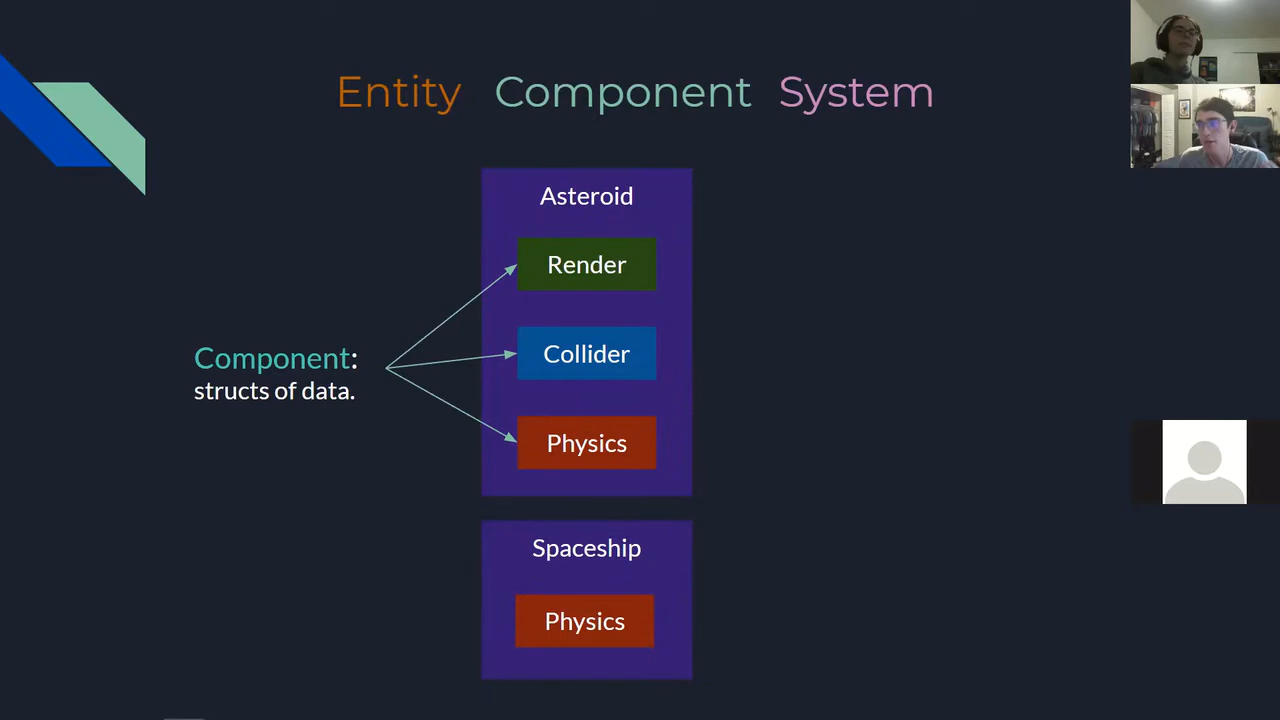 Entity Component System
Asteroid
Render
Collider
Physics
Component:
structs of data.
Spaceship
Physics